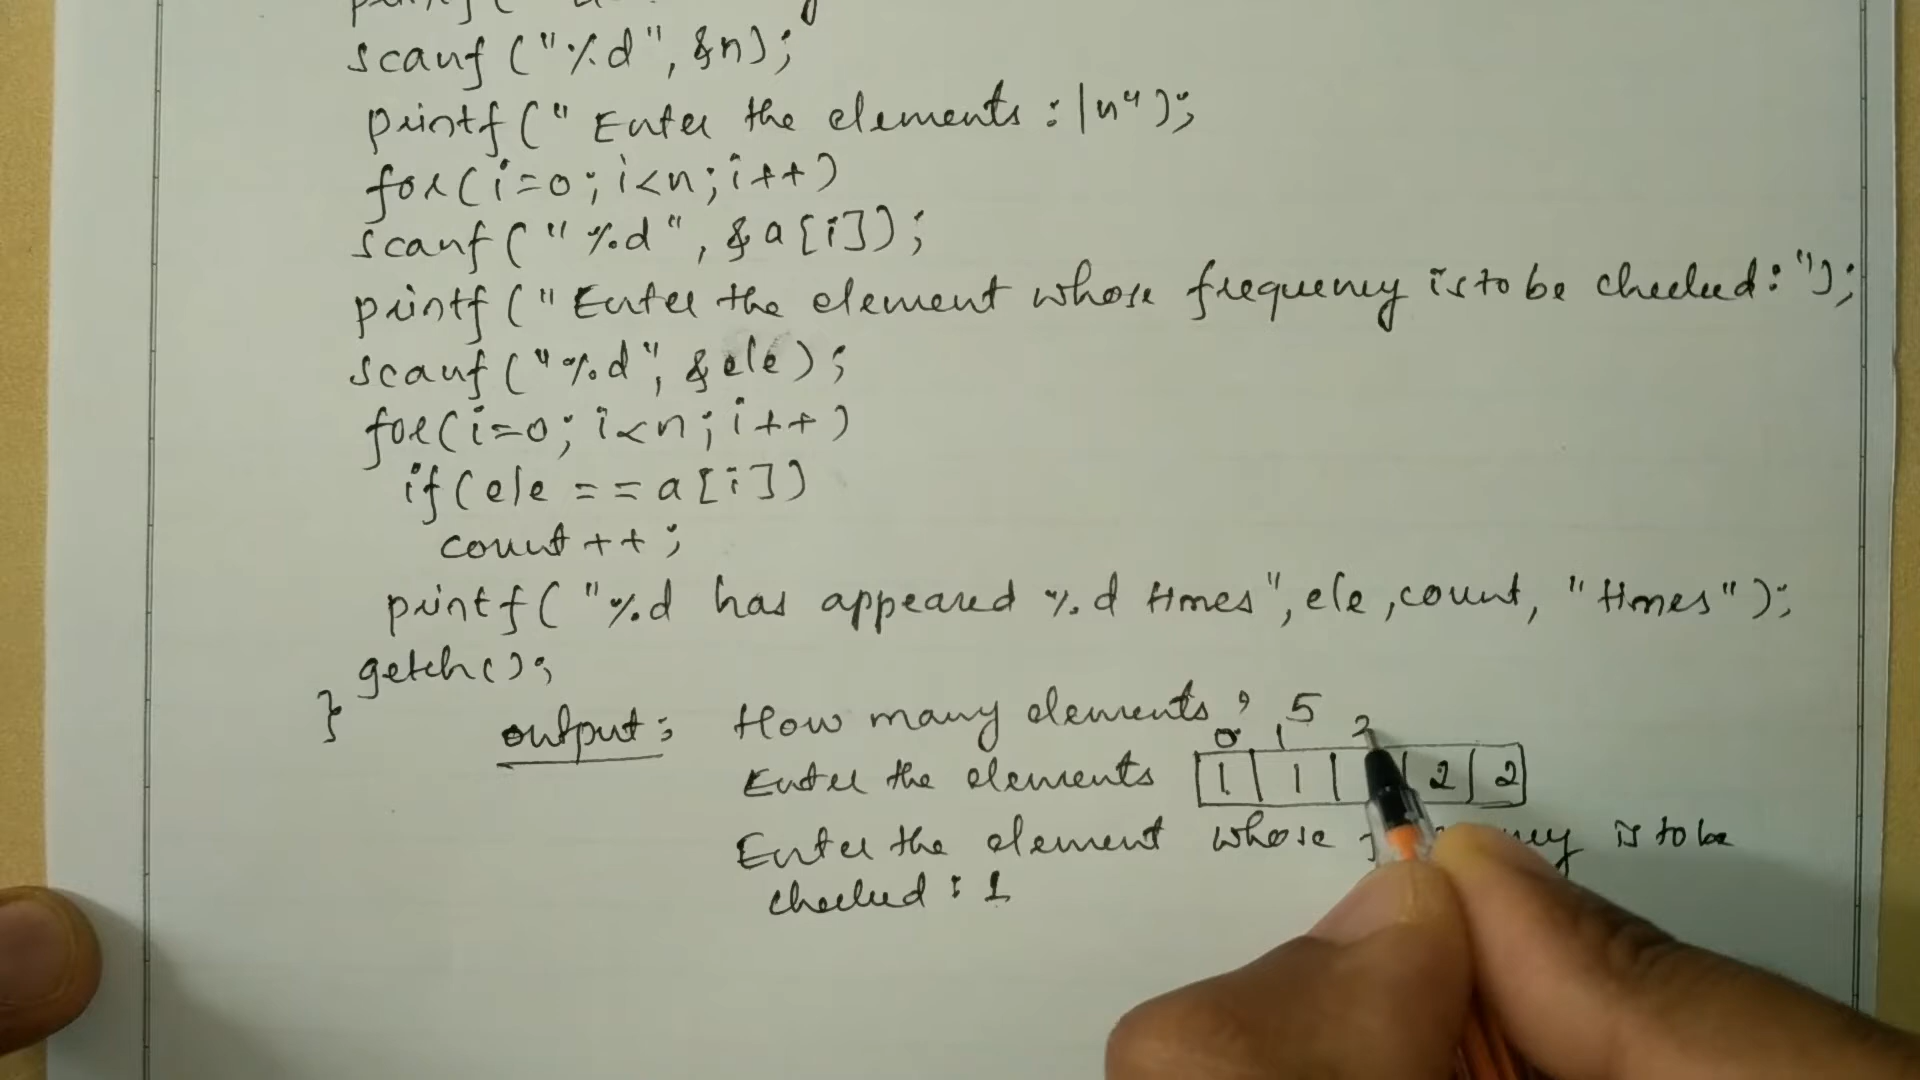 scanf ("%d", &n);
printf (" Enter the elements : \n");
for(i=0; i<n; i++)
scanf (" %d", &a[i]);
printf ("Enter the element whose frequency is to be checked: ");
scanf ("%d", &ele);
for(i=0; i<n; i++)
if(ele == a[i])
count ++;
printf ("%d has appeared %d times", ele, count, "times");
getch();
}
output: How many elements, 5
0 1 2
Enter the elements 1 1 2 2
Enter the element whose is to be
checked : 1